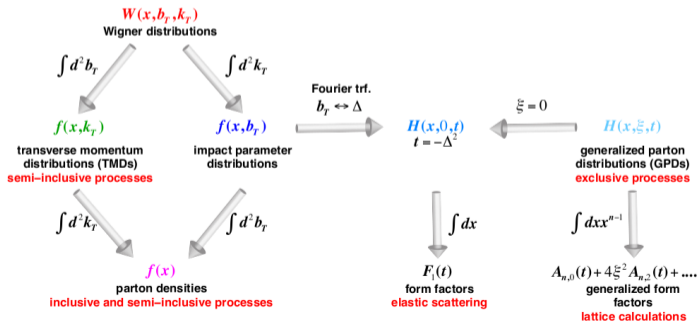 W(x,b_T,k_T)
Wigner distributions
∫d²b_T
∫d²k_T
Fourier trf.
b_T ↔ Δ
ξ = 0
f(x,k_T)
f(x,b_T)
H(x,0,t)
t = −Δ²
H(x,ξ,t)
transverse momentum
distributions (TMDs)
semi–inclusive processes
impact parameter
distributions
generalized parton
distributions (GPDs)
exclusive processes
∫d²k_T
∫d²b_T
∫dx
∫dxxⁿ⁻¹
f(x)
parton densities
inclusive and semi–inclusive processes
F₁(t)
form factors
elastic scattering
A_{n,0}(t) + 4ξ² A_{n,2}(t) + ....
generalized form
factors
lattice calculations